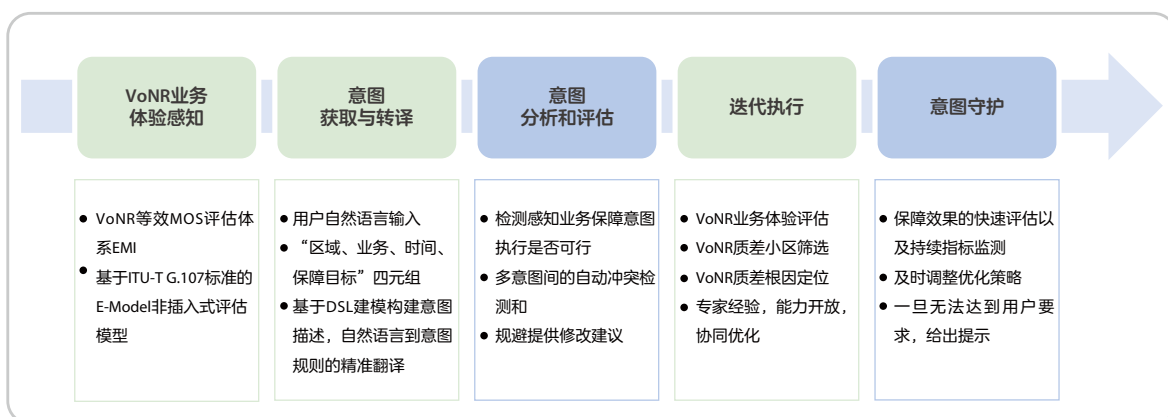 VoNR业务
体验感知
意图
获取与转译
意图
分析和评估
迭代执行
意图守护
● VoNR等效MOS评估体
系EMI
● 基于ITU-T G.107标准的
E-Model非插入式评估
模型
● 用户自然语言输入
● “区域、业务、时间、
保障目标”四元组
● 基于DSL建模构建意图
描述，自然语言到意图
规则的精准翻译
● 检测感知业务保障意图
执行是否可行
● 多意图间的自动冲突检
测和
● 规避提供修改建议
● VoNR业务体验评估
● VoNR质差小区筛选
● VoNR质差根因定位
● 专家经验，能力开放，
协同优化
● 保障效果的快速评估以
及持续指标监测
● 及时调整优化策略
● 一旦无法达到用户要
求，给出提示